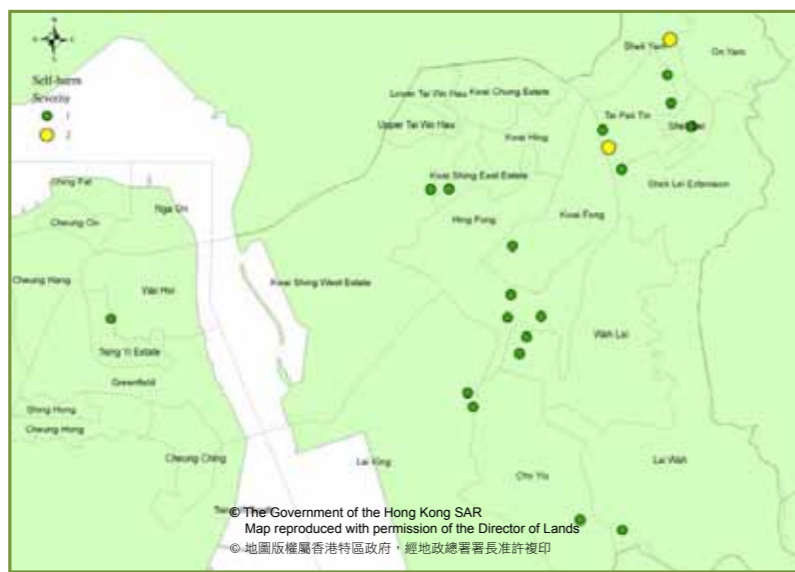 Self-harm
Severity
1
2
Shek Yam
On Yam
Lower Tai Wo Hau
Kwai Chung Estate
Tai Pak Tin
Upper Tai Wo Hau
Kwai Hing
Kwai Shing East Estate
Shek Lei Extension
Ching Fat
Nga Un
Hing Fong
Kwai Fong
Cheung On
Cheung Hang
Wai Hoi
Kwai Shing West Estate
Tsing Yi Estate
Wah Lai
Greenfield
Shing Hong
Cheung Hong
Cheung Ching
Lai King
Cho Yiu
Lai Wah
© The Government of the Hong Kong SAR
Map reproduced with permission of the Director of Lands
© 地圖版權屬香港特區政府，經地政總署署長准許複印